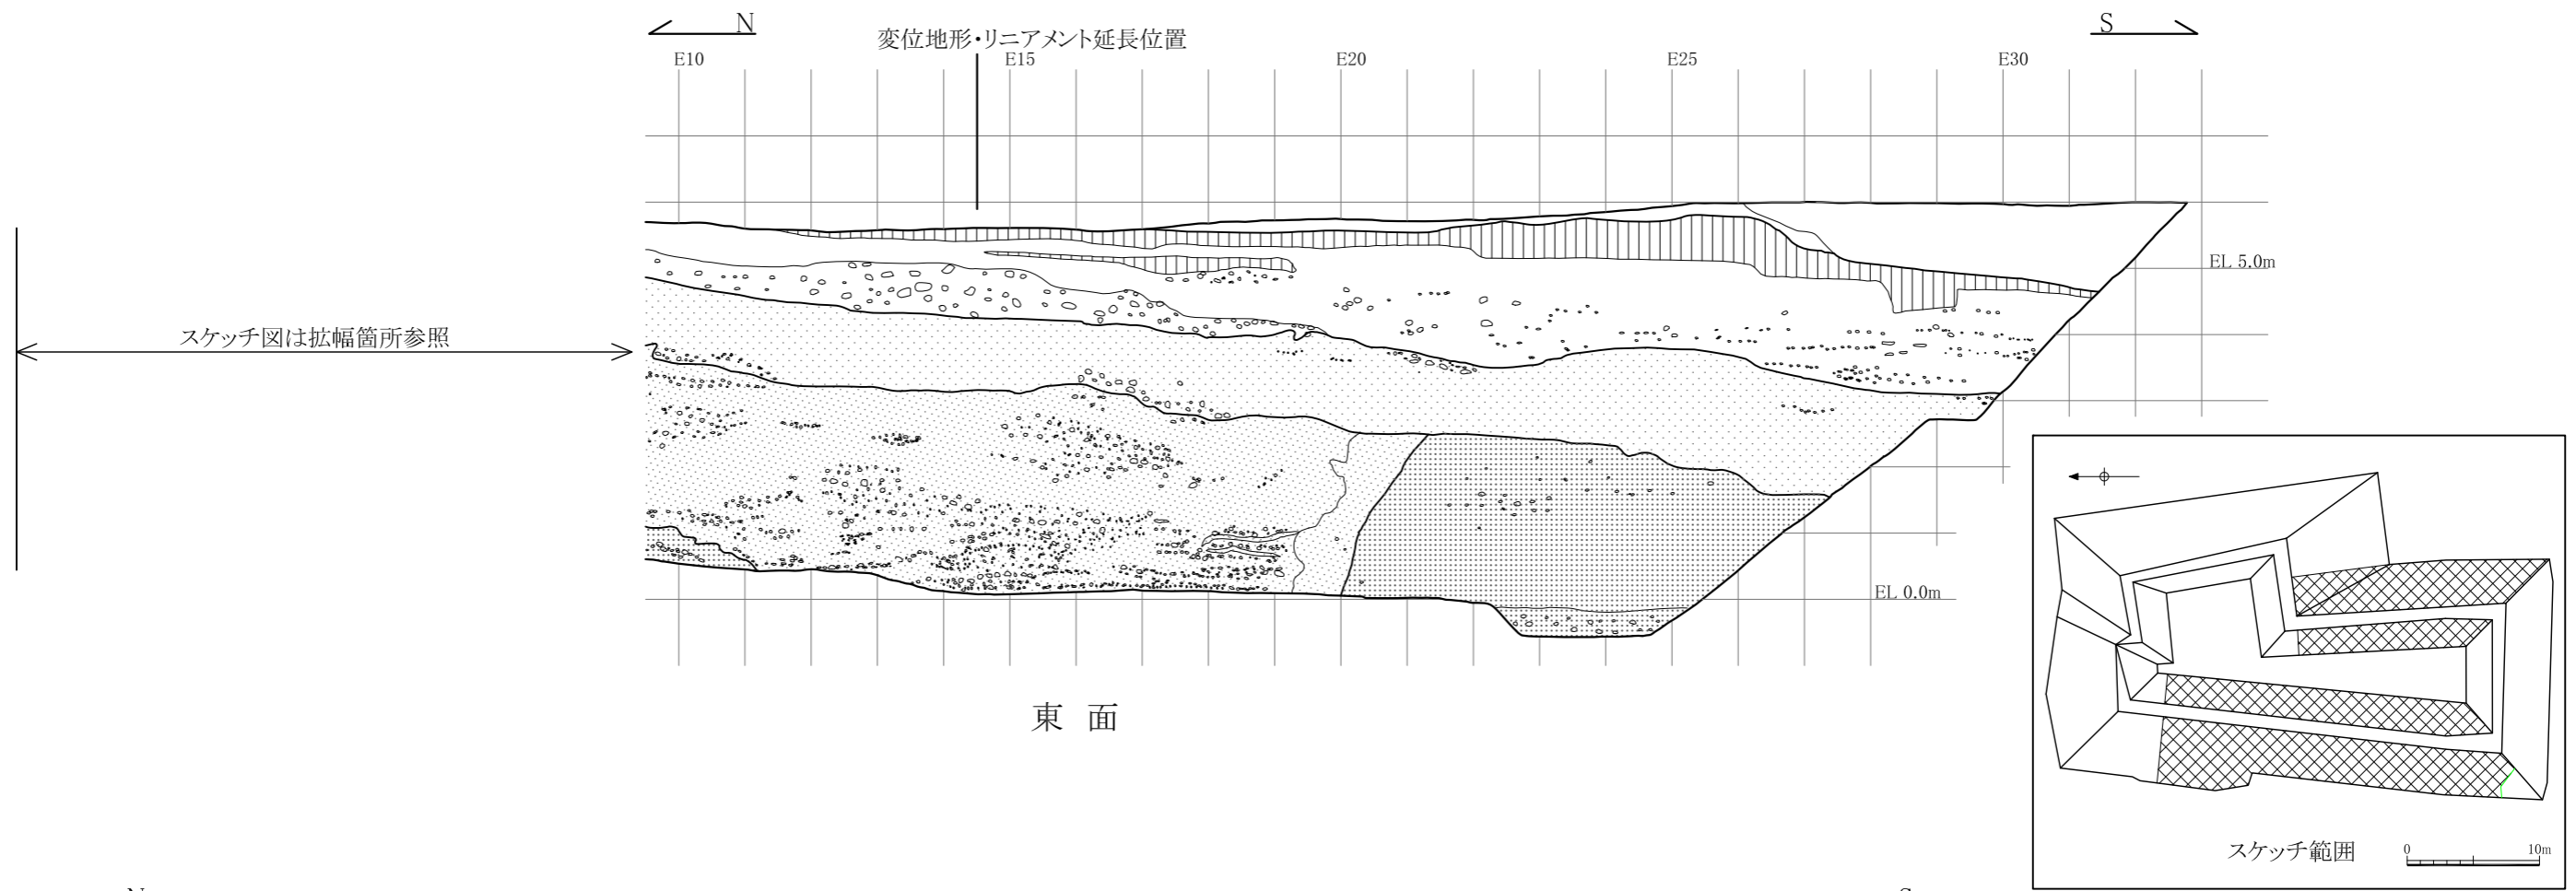 N
S
変位地形・リニアメント延長位置
E10
E15
E20
E25
E30
EL 5.0m
スケッチ図は拡幅箇所参照
EL 0.0m
東 面
スケッチ範囲
0
10m